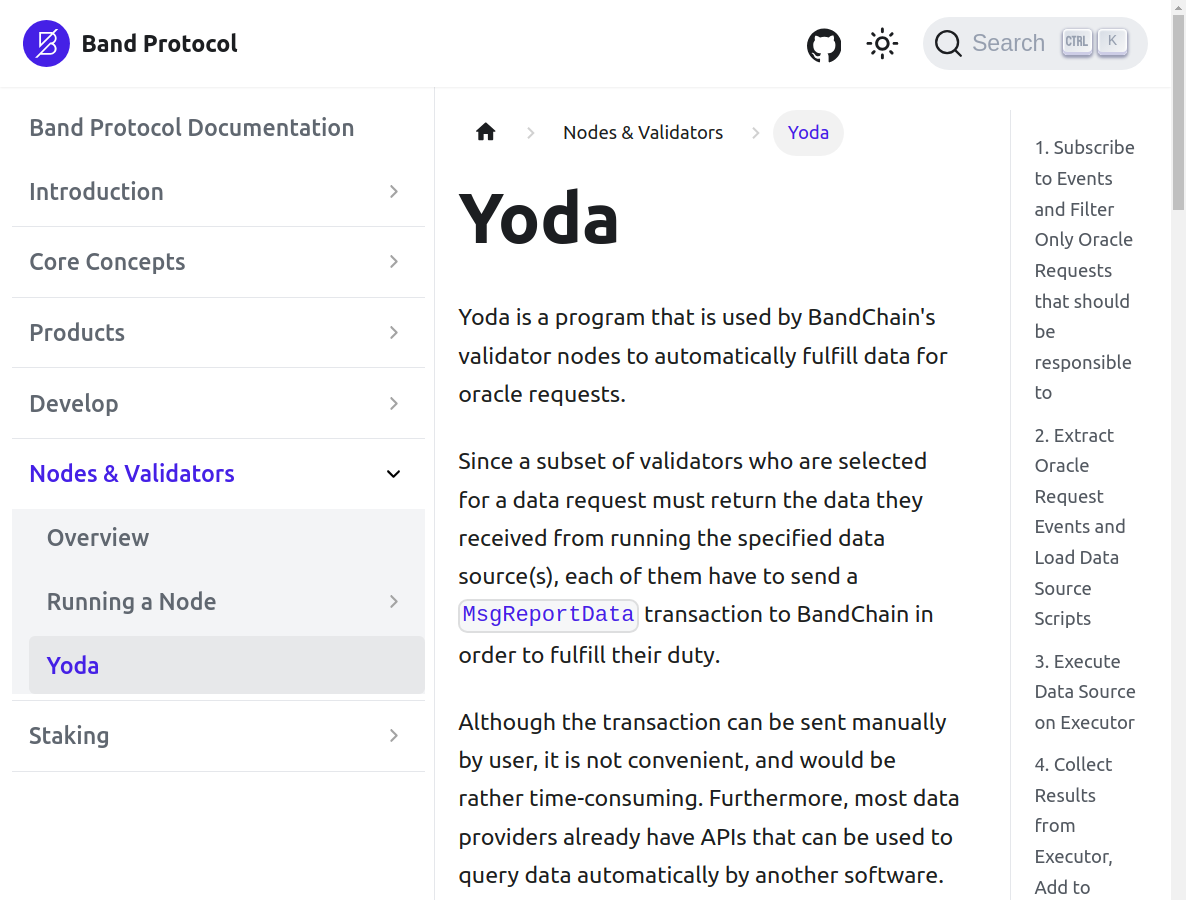 Band Protocol
Search CTRL K
Band Protocol Documentation
Introduction
Core Concepts
Products
Develop
Nodes & Validators
Overview
Running a Node
Yoda
Staking
Nodes & Validators
Yoda
Yoda
Yoda is a program that is used by BandChain's
validator nodes to automatically fulfill data for
oracle requests.
Since a subset of validators who are selected
for a data request must return the data they
received from running the specified data
source(s), each of them have to send a
MsgReportData transaction to BandChain in
order to fulfill their duty.
Although the transaction can be sent manually
by user, it is not convenient, and would be
rather time-consuming. Furthermore, most data
providers already have APIs that can be used to
query data automatically by another software.
1. Subscribe
to Events
and Filter
Only Oracle
Requests
that should
be
responsible
to
2. Extract
Oracle
Request
Events and
Load Data
Source
Scripts
3. Execute
Data Source
on Executor
4. Collect
Results
from
Executor,
Add to